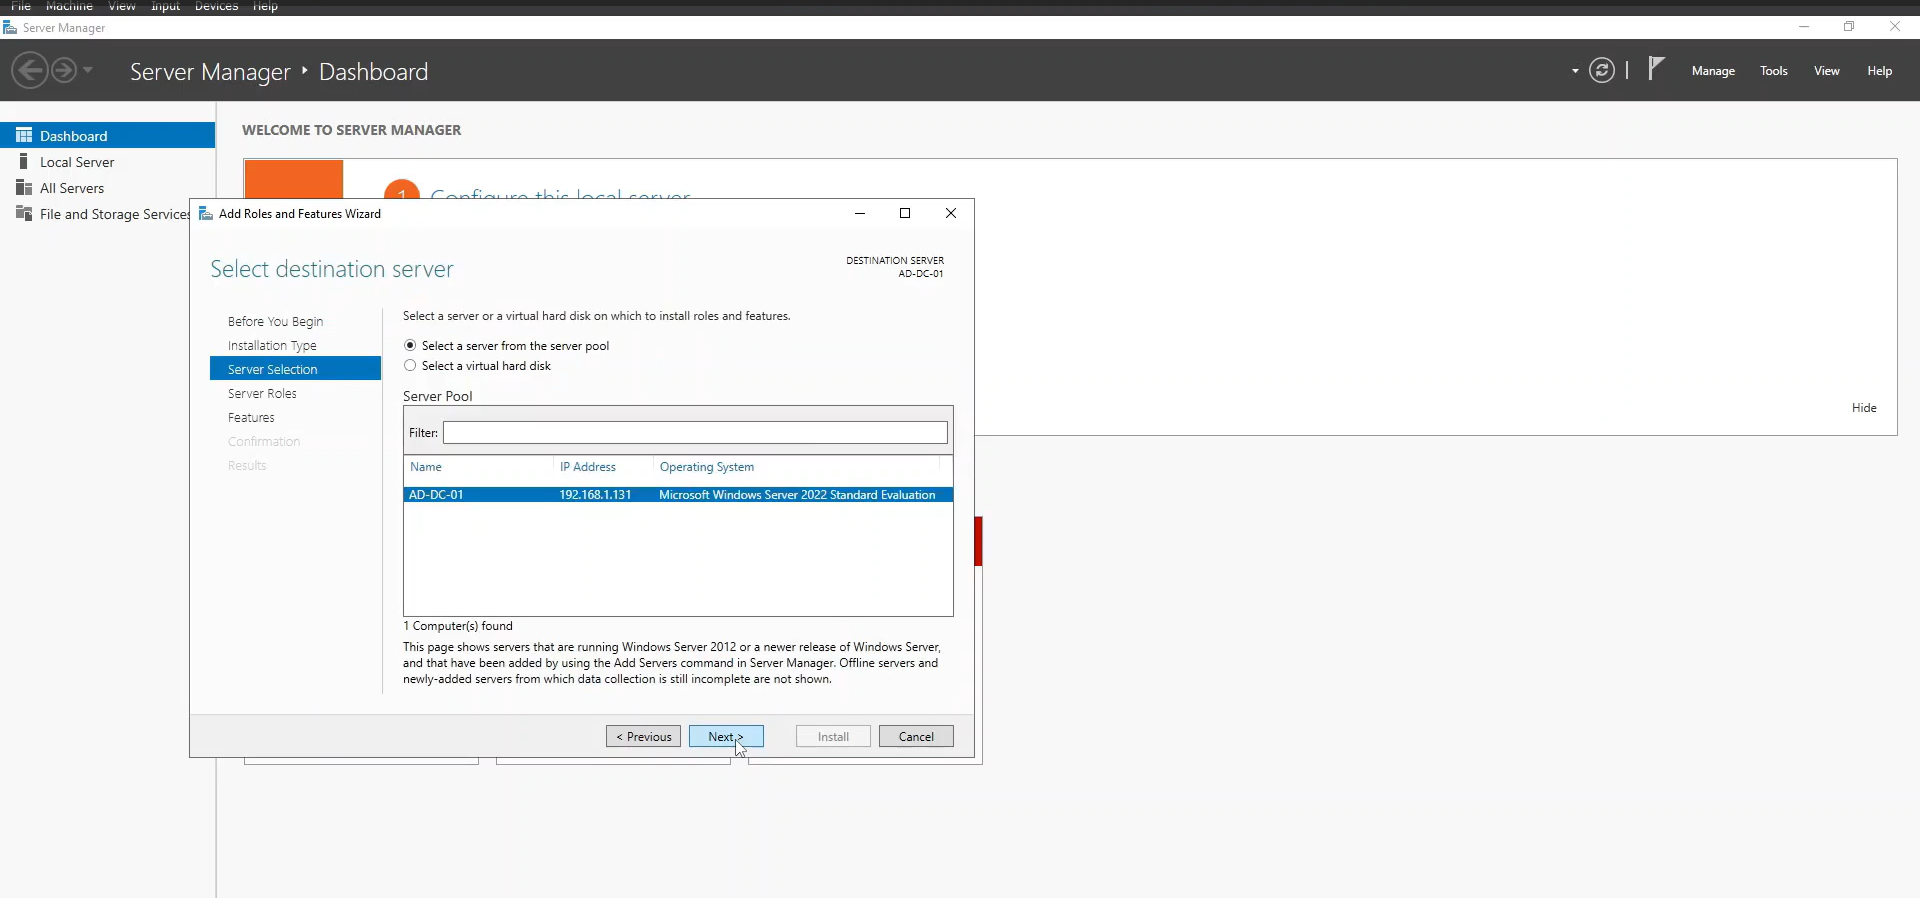 File Machine View Input Devices Help
Server Manager
Server Manager ‣ Dashboard
Manage Tools View Help
Dashboard
Local Server
All Servers
File and Storage Services
WELCOME TO SERVER MANAGER
1 Configure this local server
Hide
Add Roles and Features Wizard
Select destination server
DESTINATION SERVER
AD-DC-01
Before You Begin
Installation Type
Server Selection
Server Roles
Features
Confirmation
Results
Select a server or a virtual hard disk on which to install roles and features.
Select a server from the server pool
Select a virtual hard disk
Server Pool
Filter:
Name IP Address Operating System
AD-DC-01 192.168.1.131 Microsoft Windows Server 2022 Standard Evaluation
1 Computer(s) found
This page shows servers that are running Windows Server 2012 or a newer release of Windows Server,
and that have been added by using the Add Servers command in Server Manager. Offline servers and
newly-added servers from which data collection is still incomplete are not shown.
< Previous Next > Install Cancel